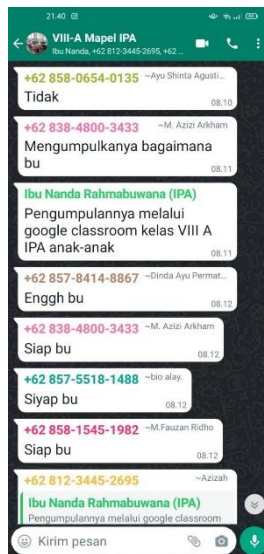 21.40
VIII-A Mapel IPA
Ibu Nanda, +62 812-3445-2695, +62 ...
+62 858-0654-0135 ~Ayu Shinta Agusti...
Tidak
08.10
+62 838-4800-3433 ~M. Azizi Arkham
Mengumpulkanya bagaimana
bu
08.11
Ibu Nanda Rahmabuwana (IPA)
Pengumpulannya melalui
google classroom kelas VIII A
IPA anak-anak
08.11
+62 857-8414-8867 ~Dinda Ayu Permat...
Enggh bu
08.12
+62 838-4800-3433 ~M. Azizi Arkham
Siap bu
08.12
+62 857-5518-1488 ~bio alay.
Siyap bu
08.12
+62 858-1545-1982 ~M.Fauzan Ridho
Siap bu
08.12
+62 812-3445-2695 ~Azizah
Ibu Nanda Rahmabuwana (IPA)
Pengumpulannya melalui google classroom
Kirim pesan